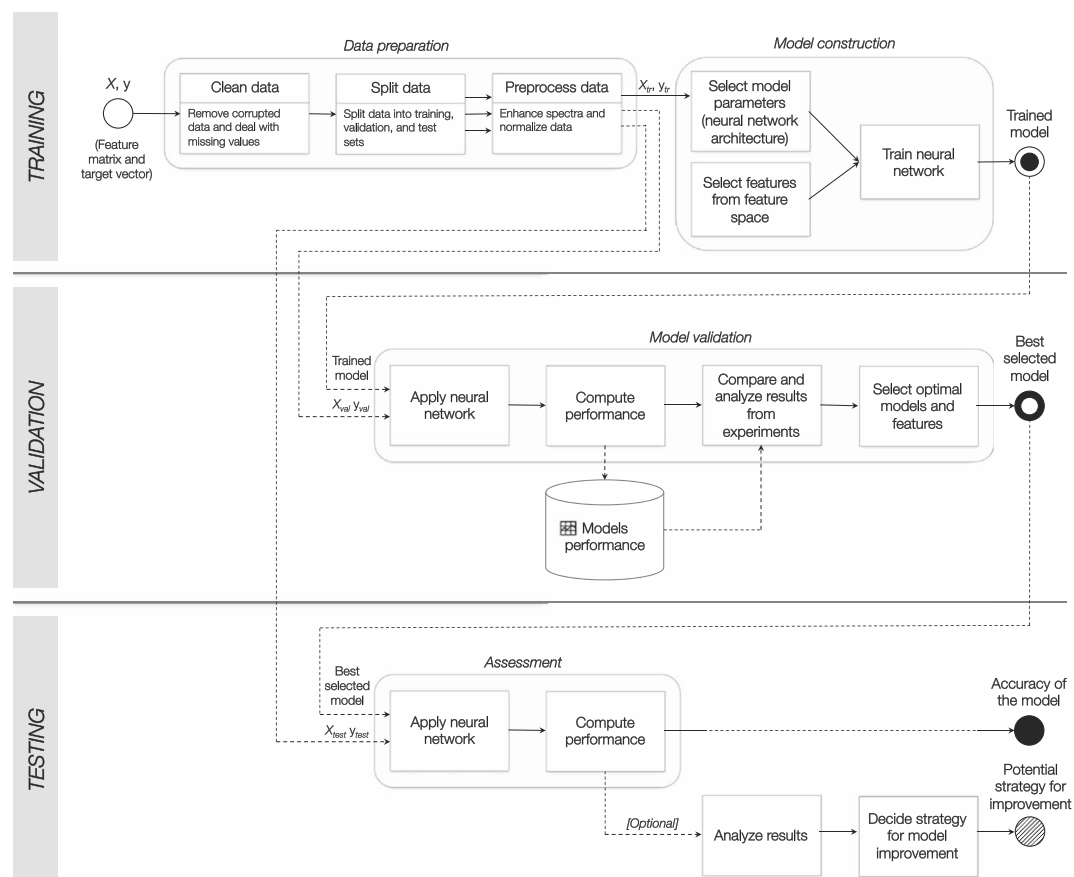 TRAINING
Data preparation
Model construction
X, y
(Feature
matrix and
target vector)
Clean data
Remove corrupted
data and deal with
missing values
Split data
Split data into training,
validation, and test
sets
Preprocess data
Enhance spectra and
normalize data
Xtr, ytr
Select model
parameters
(neural network
architecture)
Select features
from feature
space
Train neural
network
Trained
model
VALIDATION
Model validation
Trained
model
Xval yval
Apply neural
network
Compute
performance
Compare and
analyze results
from
experiments
Select optimal
models and
features
Best
selected
model
Models
performance
TESTING
Assessment
Best
selected
model
Xtest ytest
Apply neural
network
Compute
performance
Accuracy of
the model
[Optional]
Analyze results
Decide strategy
for model
improvement
Potential
strategy for
improvement